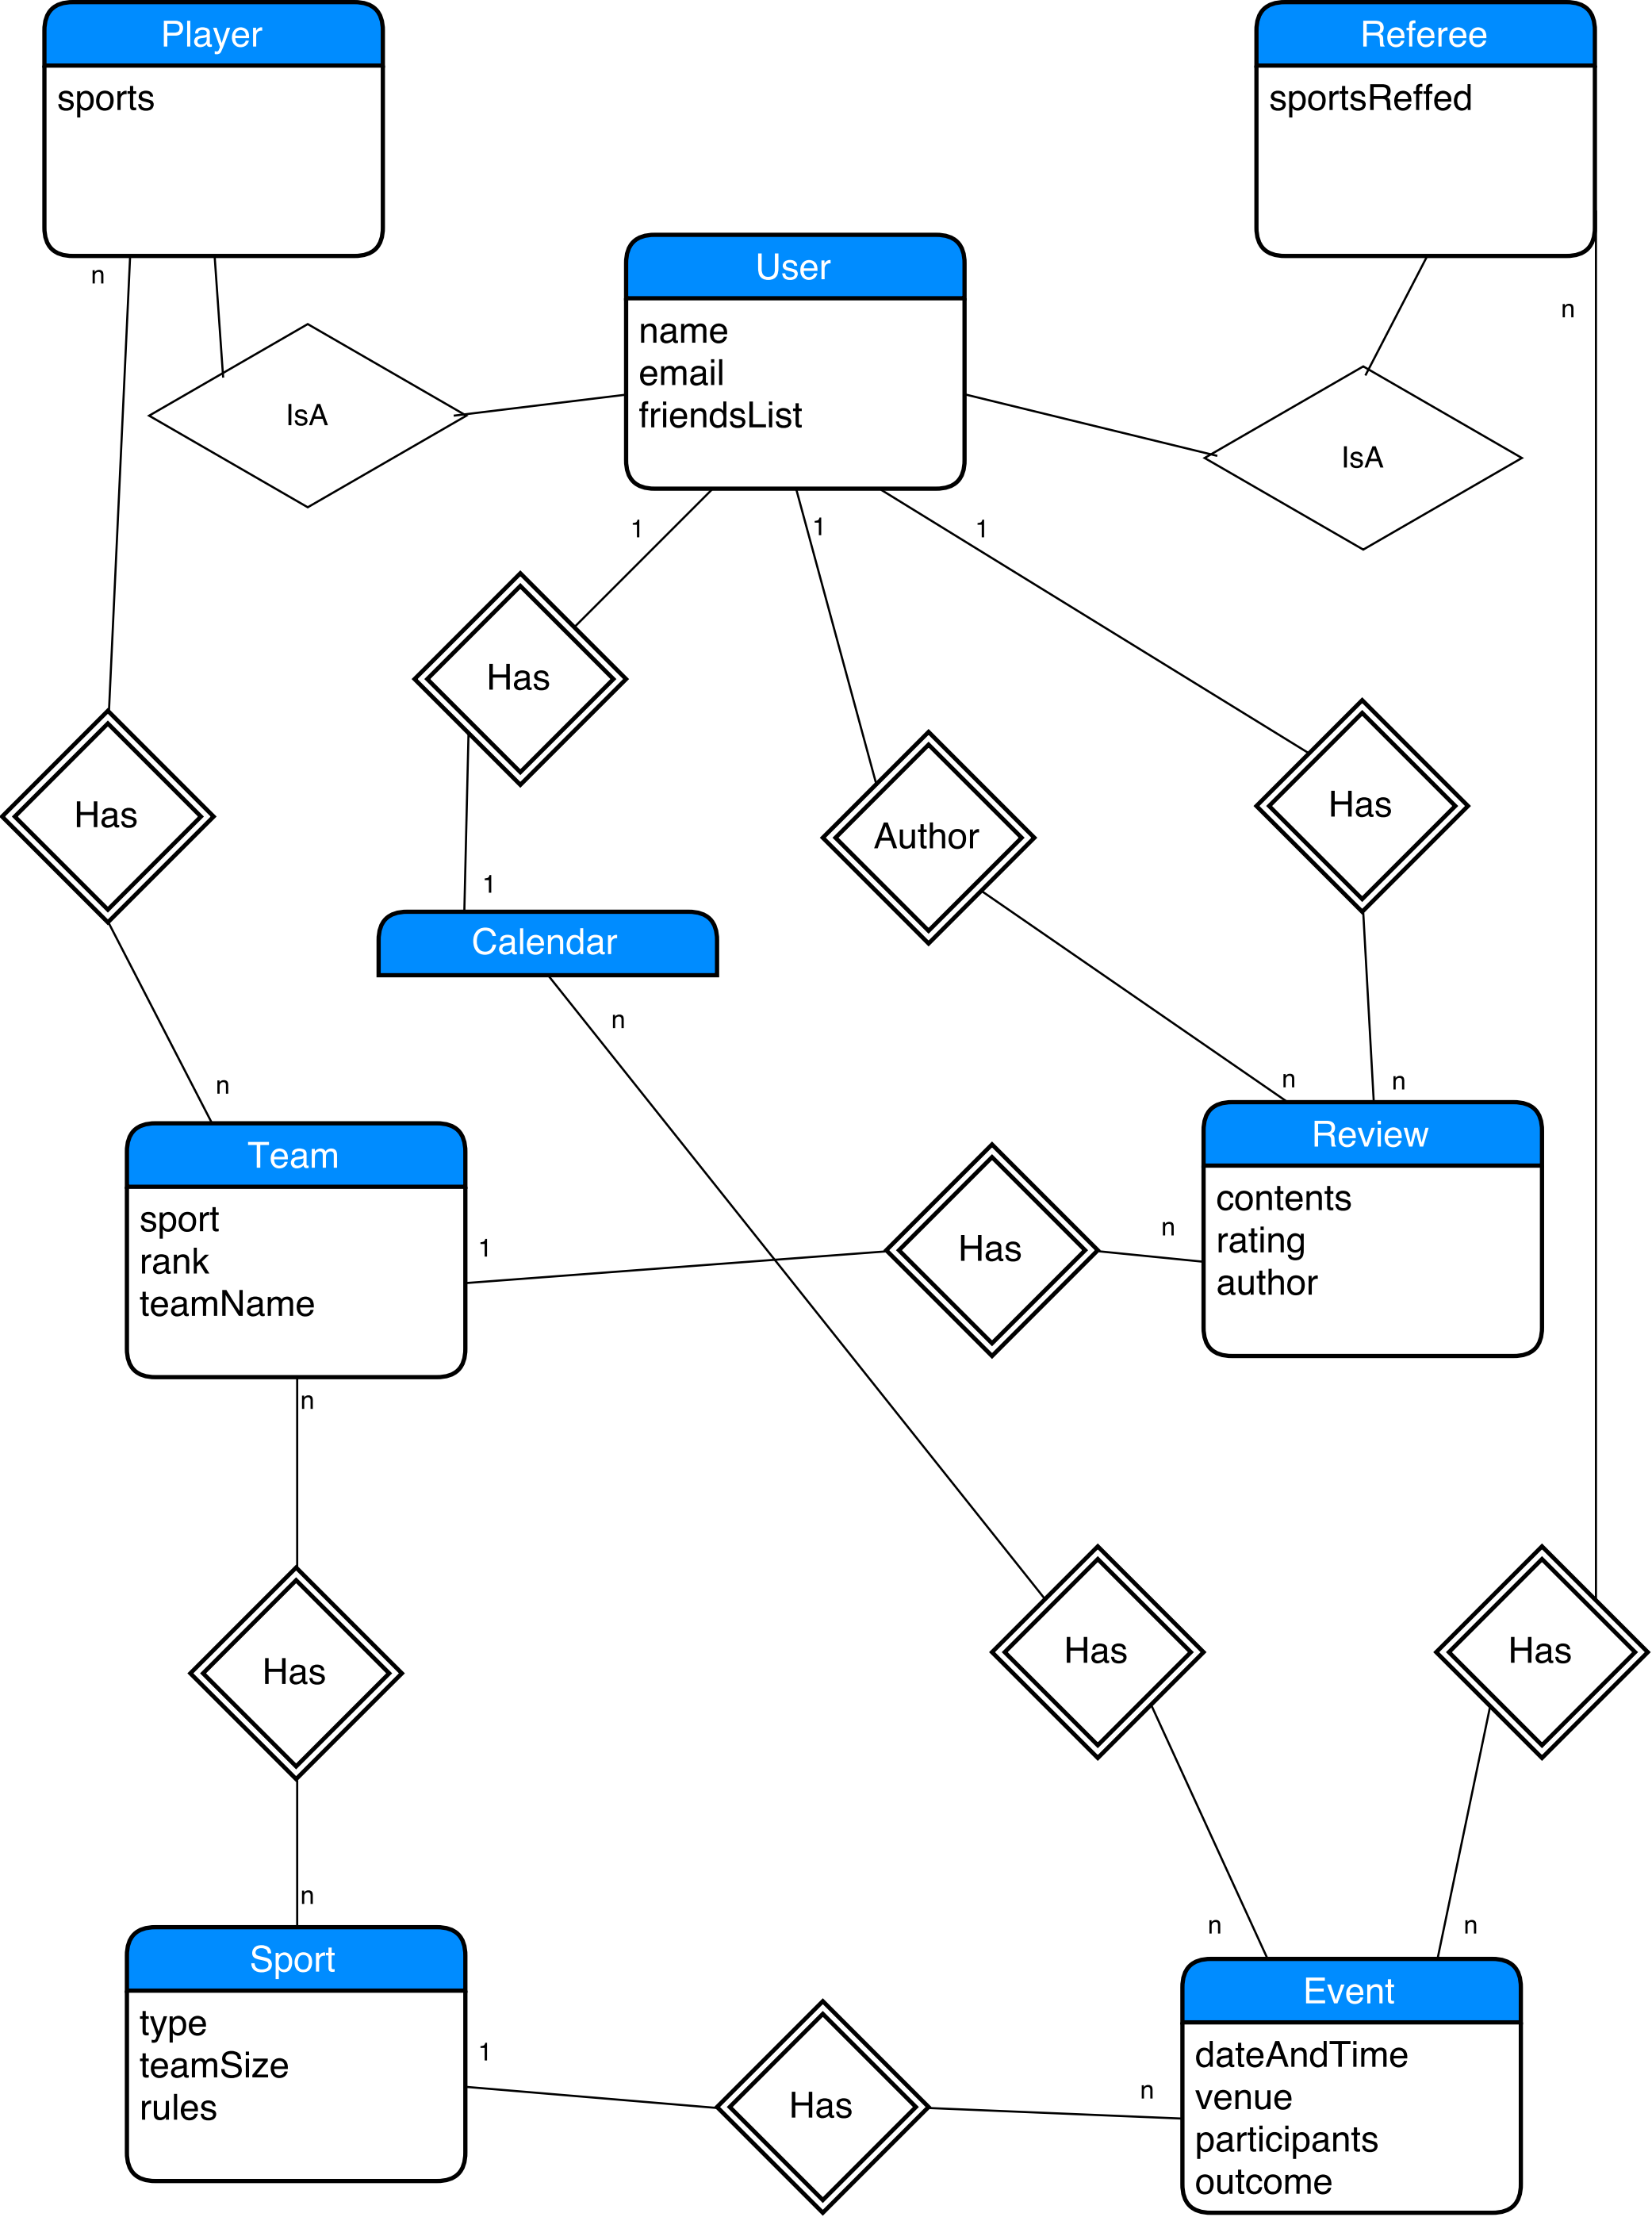 Player
sports
Referee
sportsReffed
User
name
email
friendsList
n
n
IsA
IsA
1
1
1
Has
Has
Author
Has
1
Calendar
n
n
n
n
Team
sport
rank
teamName
Review
contents
rating
author
1
Has
n
n
Has
Has
Has
n
n
n
Sport
type
teamSize
rules
Event
dateAndTime
venue
participants
outcome
1
Has
n